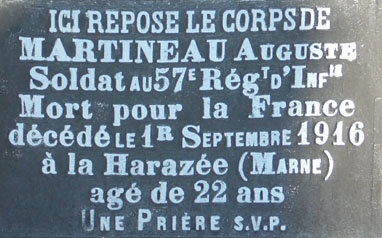 ICI REPOSE LE CORPS DE
MARTINEAU AUGUSTE
Soldat AU 57E RégT D'INFIE
Mort pour la France
décédé LE 1R SEPTEMBRE 1916
à la Harazée (MARNE)
agé de 22 ans
UNE PRIÈRE S.V.P.